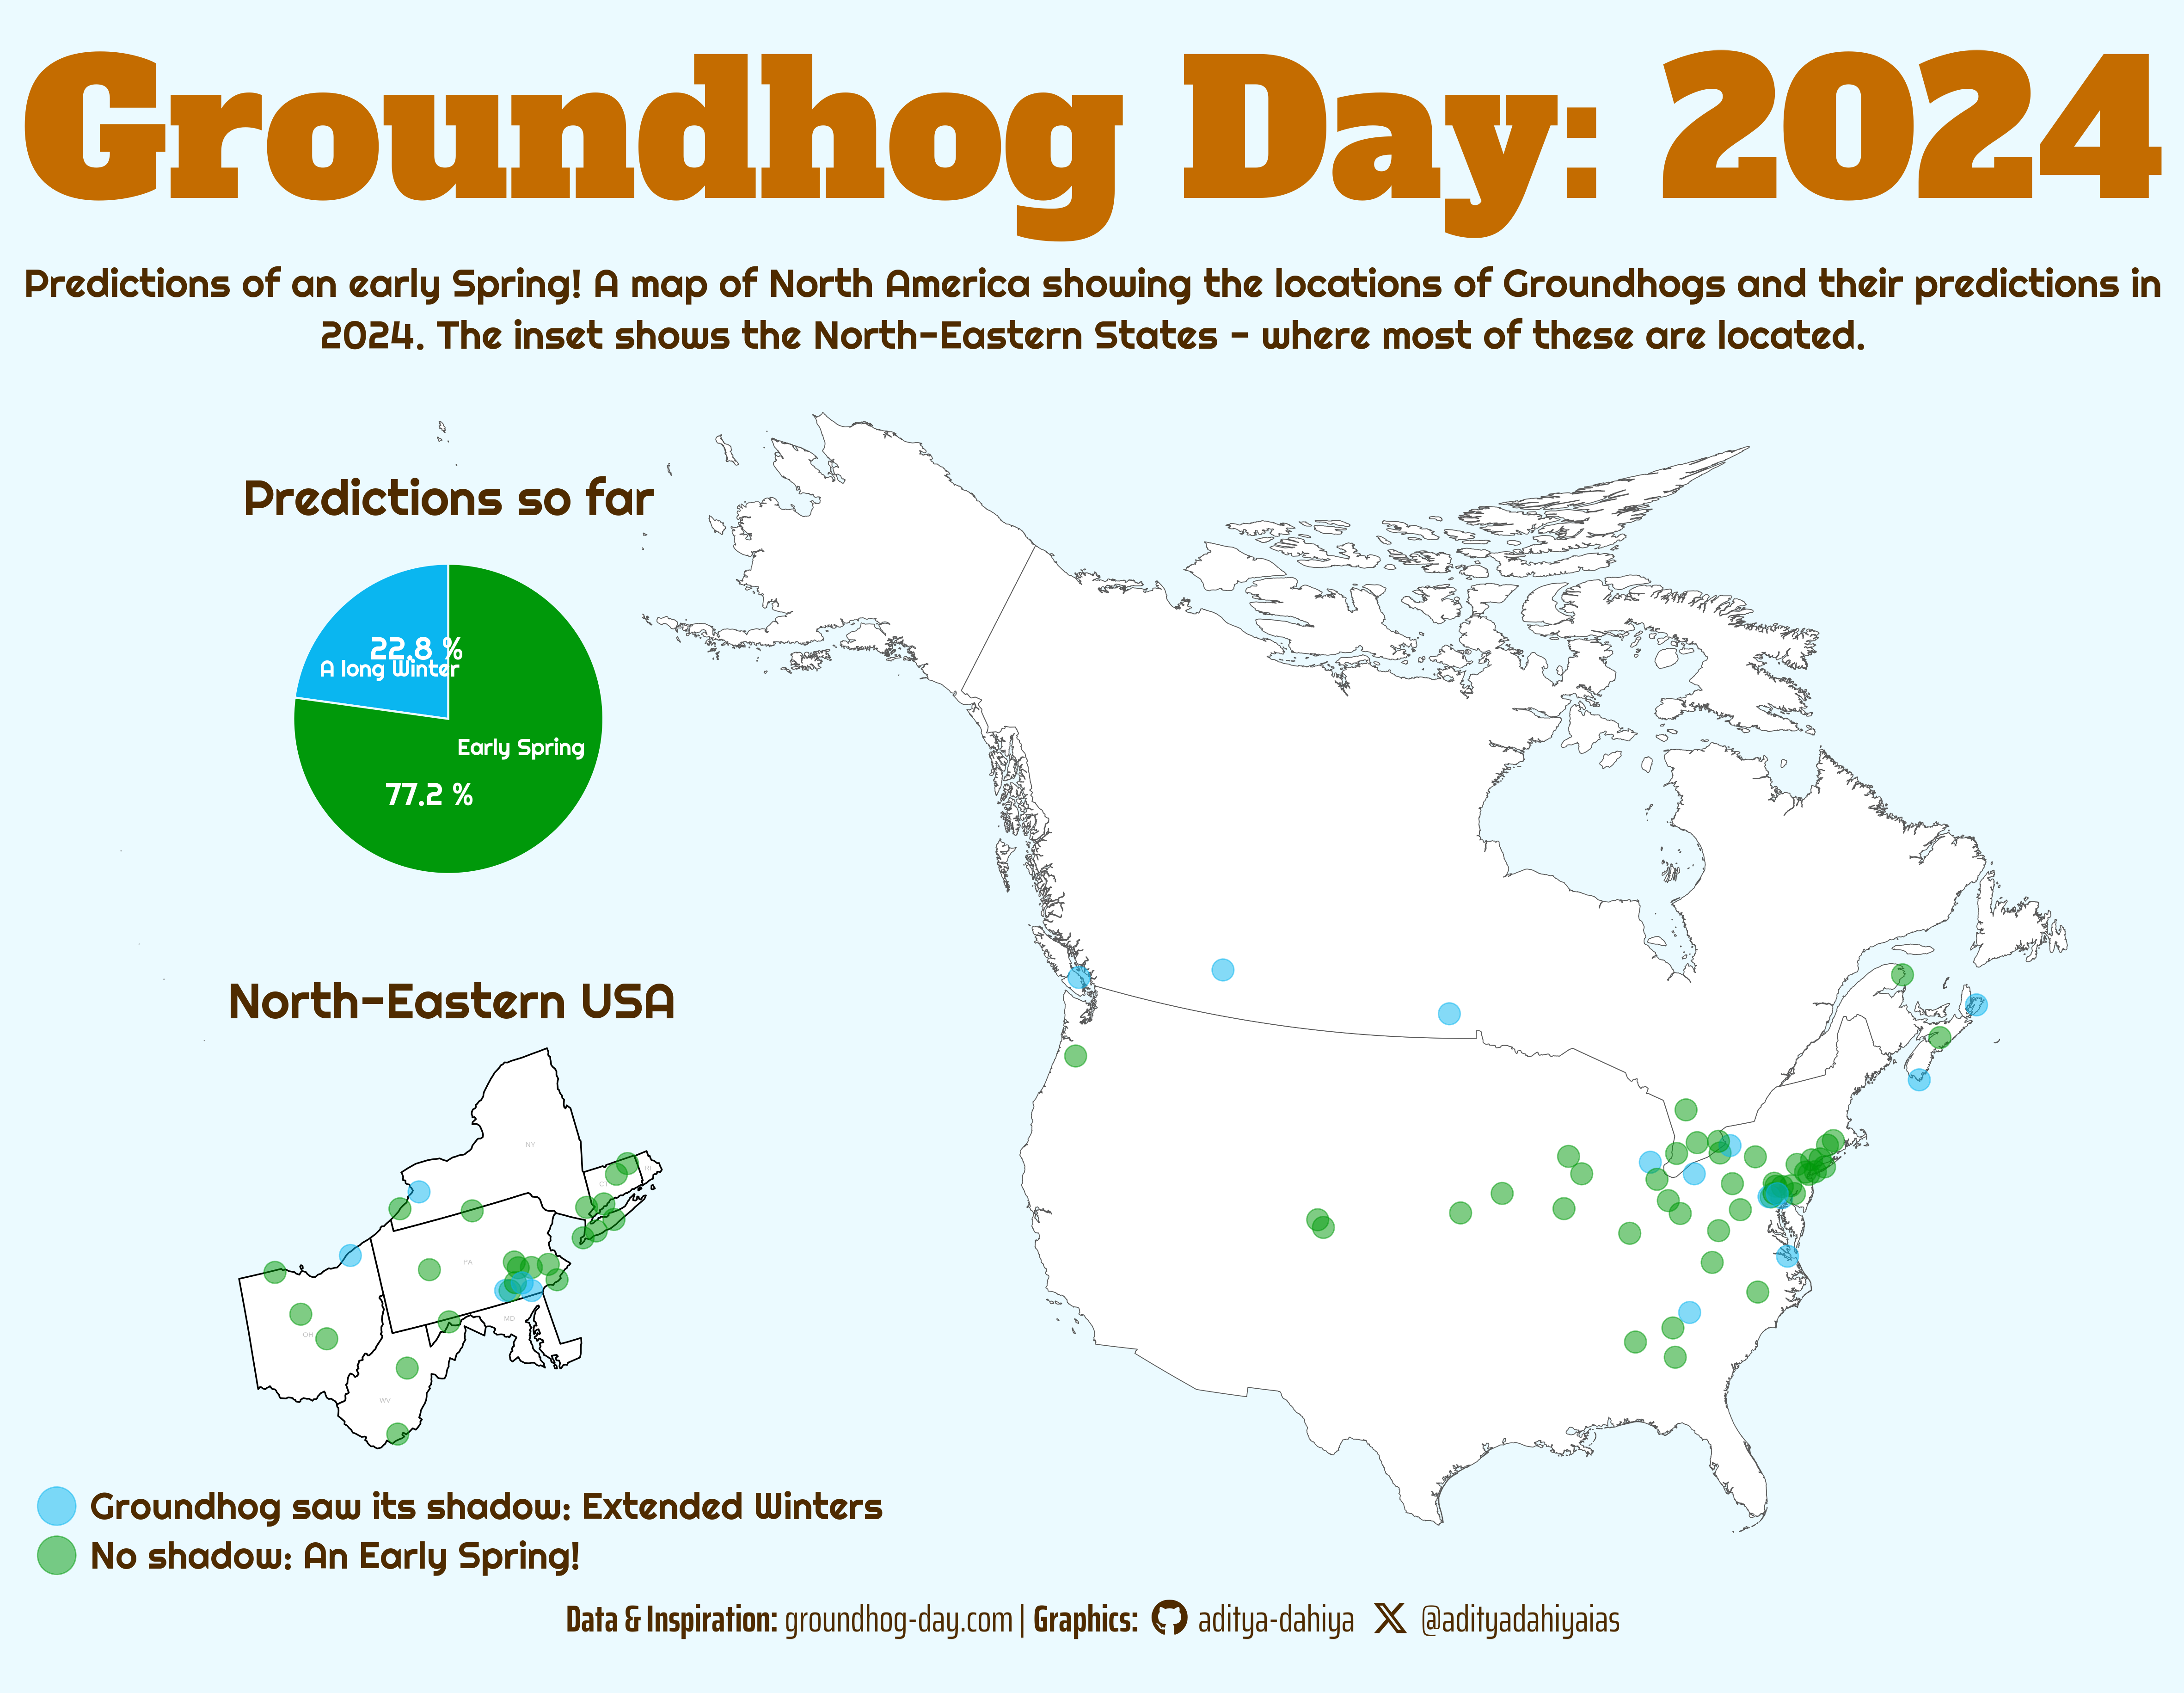 Groundhog Day: 2024
Predictions of an early Spring! A map of North America showing the locations of Groundhogs and their predictions in
2024. The inset shows the North-Eastern States - where most of these are located.
Predictions so far
22.8 %
A long Winter
Early Spring
77.2 %
North-Eastern USA
NY
RI
CT
PA
MD
OH
WV
Groundhog saw its shadow: Extended Winters
No shadow: An Early Spring!
Data & Inspiration: groundhog-day.com | Graphics: aditya-dahiya @adityadahiyaias